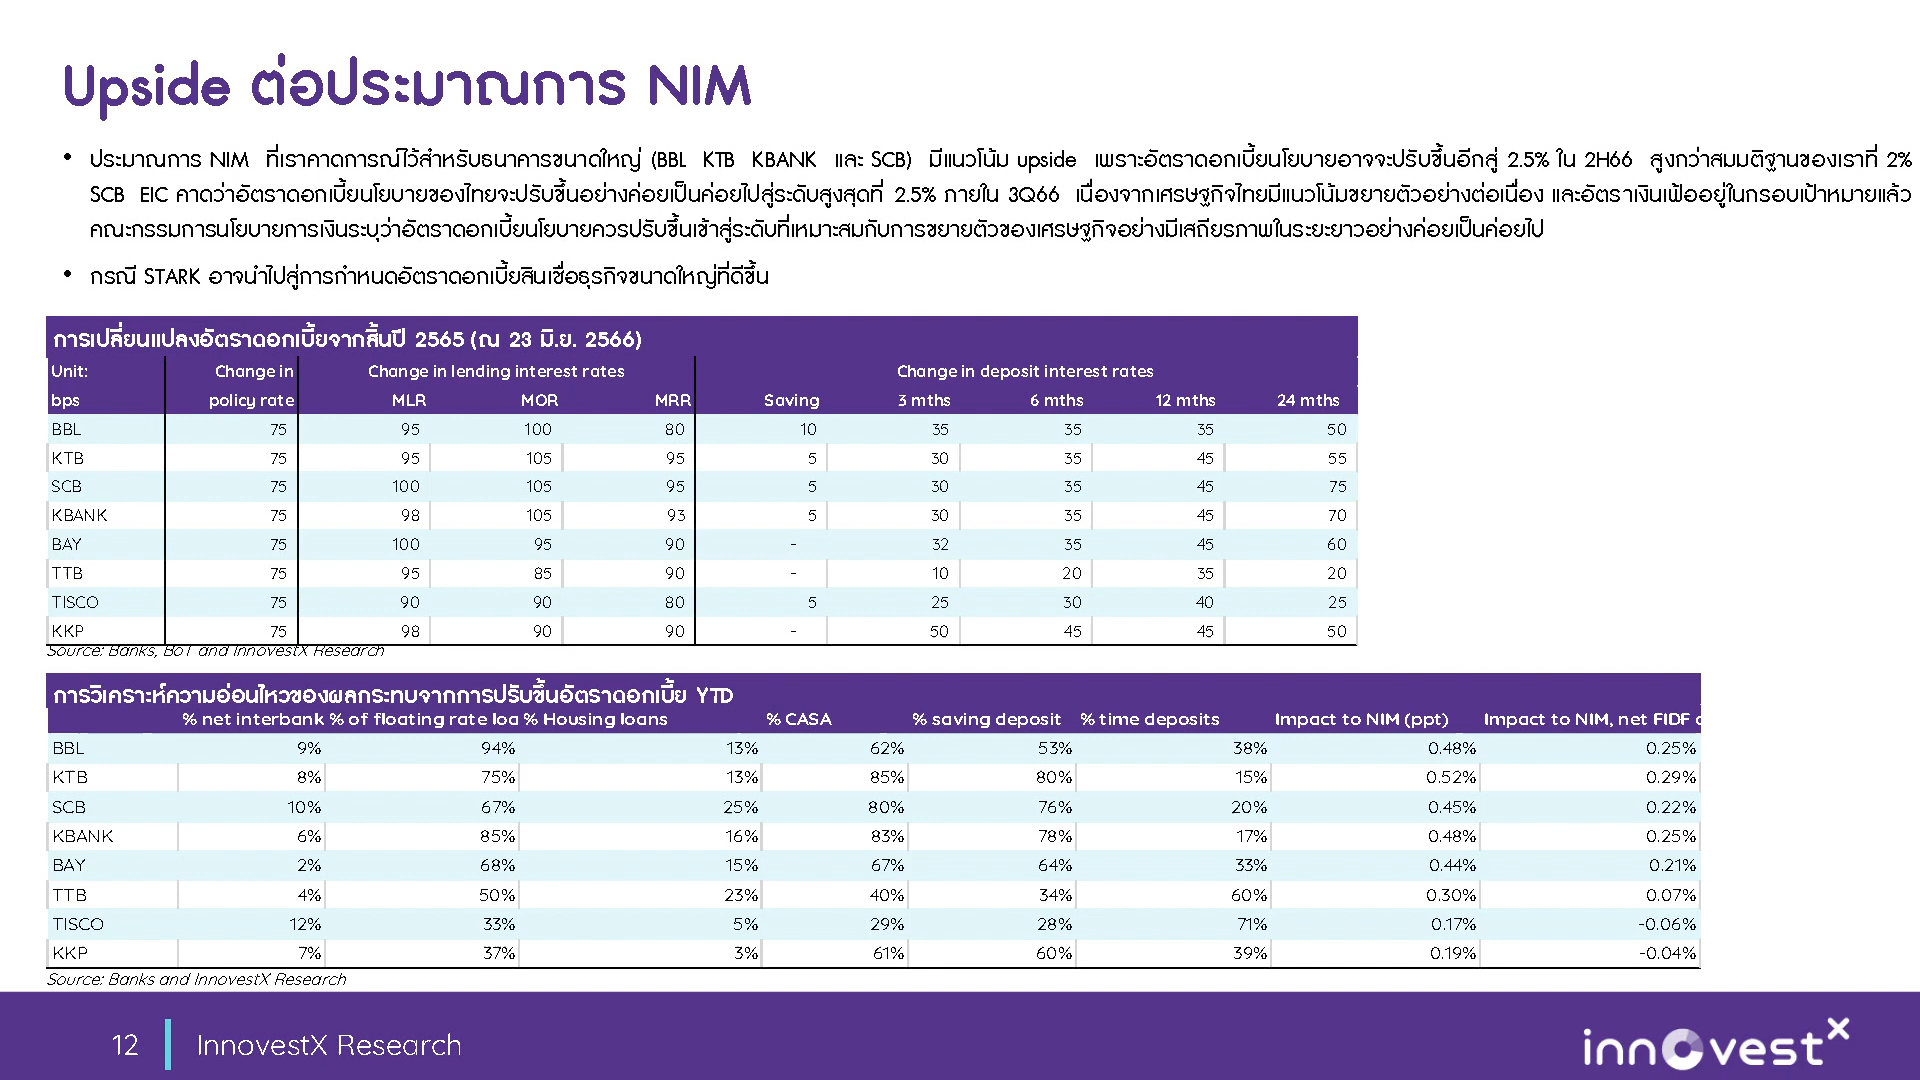 Upside ต่อประมาณการ NIM
• ประมาณการ NIM ที่เราคาดการณ์ไว้สำหรับธนาคารขนาดใหญ่ (BBL KTB KBANK และ SCB) มีแนวโน้ม upside เพราะอัตราดอกเบี้ยนโยบายอาจจะปรับขึ้นอีกสู่ 2.5% ใน 2H66 สูงกว่าสมมติฐานของเราที่ 2%
SCB EIC คาดว่าอัตราดอกเบี้ยนโยบายของไทยจะปรับขึ้นอย่างค่อยเป็นค่อยไปสู่ระดับสูงสุดที่ 2.5% ภายใน 3Q66 เนื่องจากเศรษฐกิจไทยมีแนวโน้มขยายตัวอย่างต่อเนื่อง และอัตราเงินเฟ้ออยู่ในกรอบเป้าหมายแล้ว
คณะกรรมการนโยบายการเงินระบุว่าอัตราดอกเบี้ยนโยบายควรปรับขึ้นเข้าสู่ระดับที่เหมาะสมกับการขยายตัวของเศรษฐกิจอย่างมีเสถียรภาพในระยะยาวอย่างค่อยเป็นค่อยไป
• กรณี STARK อาจนำไปสู่การกำหนดอัตราดอกเบี้ยสินเชื่อธุรกิจขนาดใหญ่ที่ดีขึ้น
การเปลี่ยนแปลงอัตราดอกเบี้ยจากสิ้นปี 2565 (ณ 23 มิ.ย. 2566)
Unit: Change in Change in lending interest rates Change in deposit interest rates
bps policy rate MLR MOR MRR Saving 3 mths 6 mths 12 mths 24 mths
BBL 75 95 100 80 10 35 35 35 50
KTB 75 95 105 95 5 30 35 45 55
SCB 75 100 105 95 5 30 35 45 75
KBANK 75 98 105 93 5 30 35 45 70
BAY 75 100 95 90 - 32 35 45 60
TTB 75 95 85 90 - 10 20 35 20
TISCO 75 90 90 80 5 25 30 40 25
KKP 75 98 90 90 - 50 45 45 50
Source: Banks, BoT and InnovestX Research
การวิเคราะห์ความอ่อนไหวของผลกระทบจากการปรับขึ้นอัตราดอกเบี้ย YTD
% net interbank % of floating rate loa % Housing loans % CASA % saving deposit % time deposits Impact to NIM (ppt) Impact to NIM, net FIDF
BBL 9% 94% 13% 62% 53% 38% 0.48% 0.25%
KTB 8% 75% 13% 85% 80% 15% 0.52% 0.29%
SCB 10% 67% 25% 80% 76% 20% 0.45% 0.22%
KBANK 6% 85% 16% 83% 78% 17% 0.48% 0.25%
BAY 2% 68% 15% 67% 64% 33% 0.44% 0.21%
TTB 4% 50% 23% 40% 34% 60% 0.30% 0.07%
TISCO 12% 33% 5% 29% 28% 71% 0.17% -0.06%
KKP 7% 37% 3% 61% 60% 39% 0.19% -0.04%
Source: Banks and InnovestX Research
12 InnovestX Research
innovestx